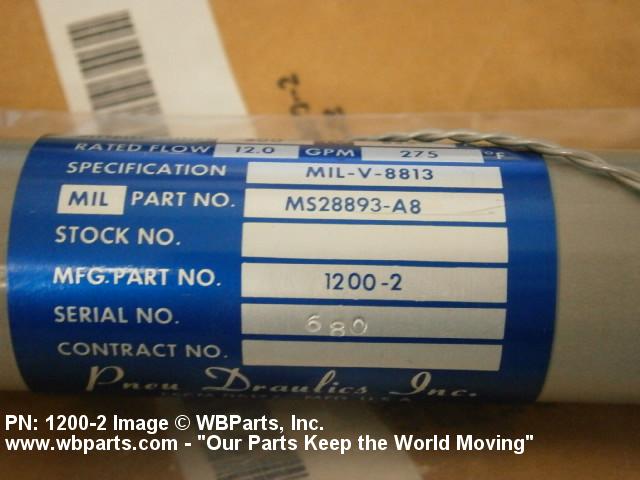 RATED FLOW 12.0 GPM 275 °F
SPECIFICATION MIL-V-8813
MIL PART NO. MS28893-A8
STOCK NO.
MFG. PART NO. 1200-2
SERIAL NO. 680
CONTRACT NO.
Pneu Draulics Inc.
PN: 1200-2 Image © WBParts, Inc.
www.wbparts.com - "Our Parts Keep the World Moving"